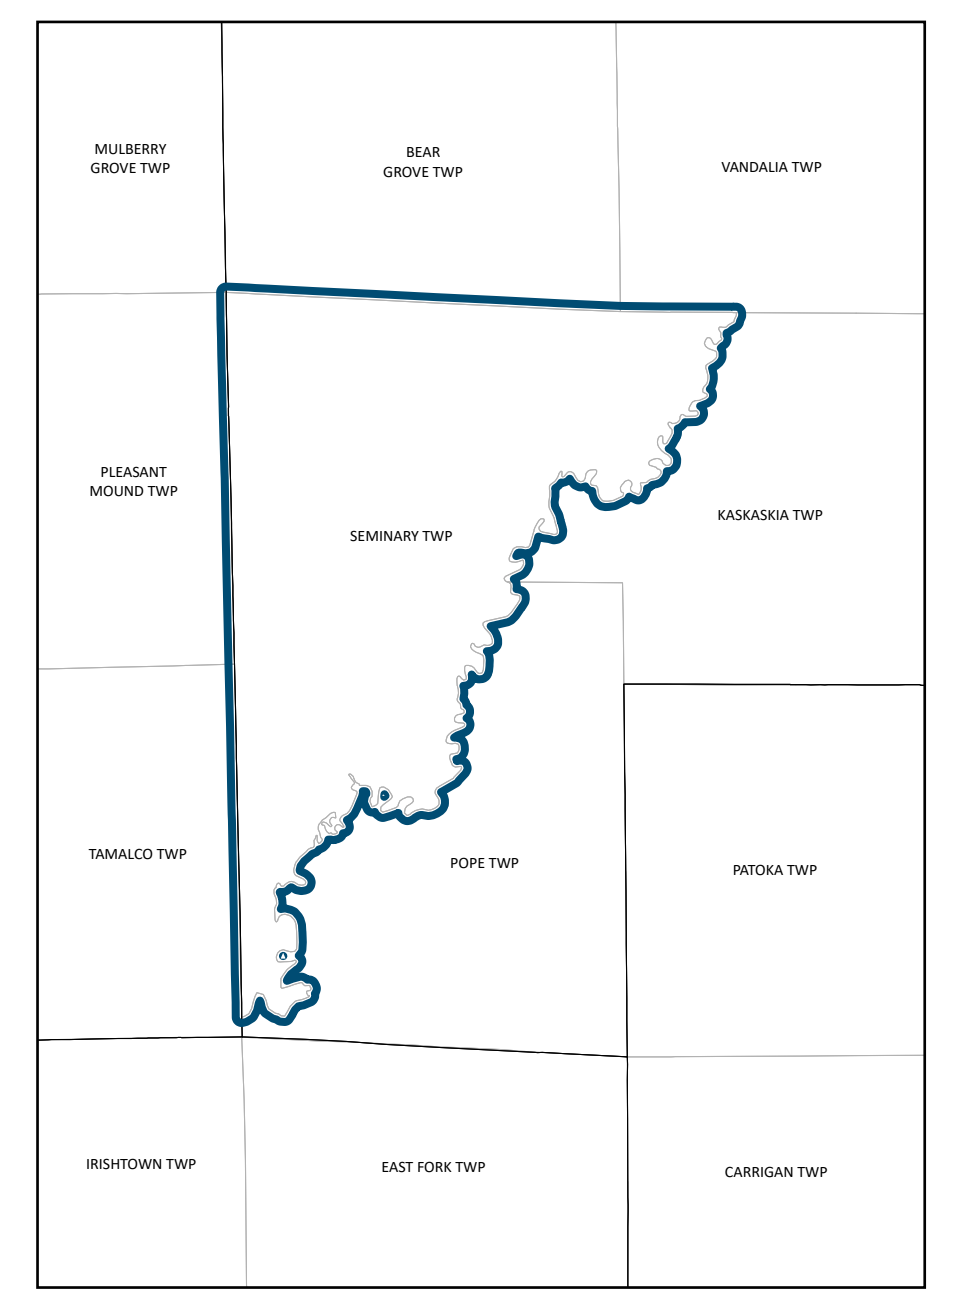 MULBERRY
GROVE TWP
BEAR
GROVE TWP
VANDALIA TWP
PLEASANT
MOUND TWP
SEMINARY TWP
KASKASKIA TWP
TAMALCO TWP
POPE TWP
PATOKA TWP
IRISHTOWN TWP
EAST FORK TWP
CARRIGAN TWP